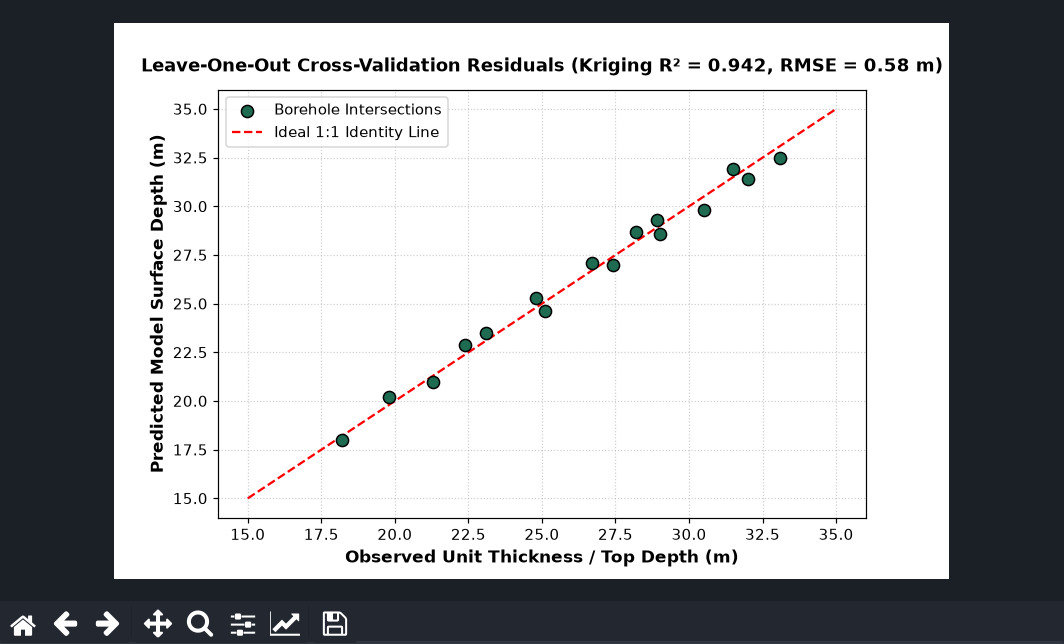 Leave-One-Out Cross-Validation Residuals (Kriging R² = 0.942, RMSE = 0.58 m)
Borehole Intersections
Ideal 1:1 Identity Line
Predicted Model Surface Depth (m)
35.0
32.5
30.0
27.5
25.0
22.5
20.0
17.5
15.0
15.0 17.5 20.0 22.5 25.0 27.5 30.0 32.5 35.0
Observed Unit Thickness / Top Depth (m)